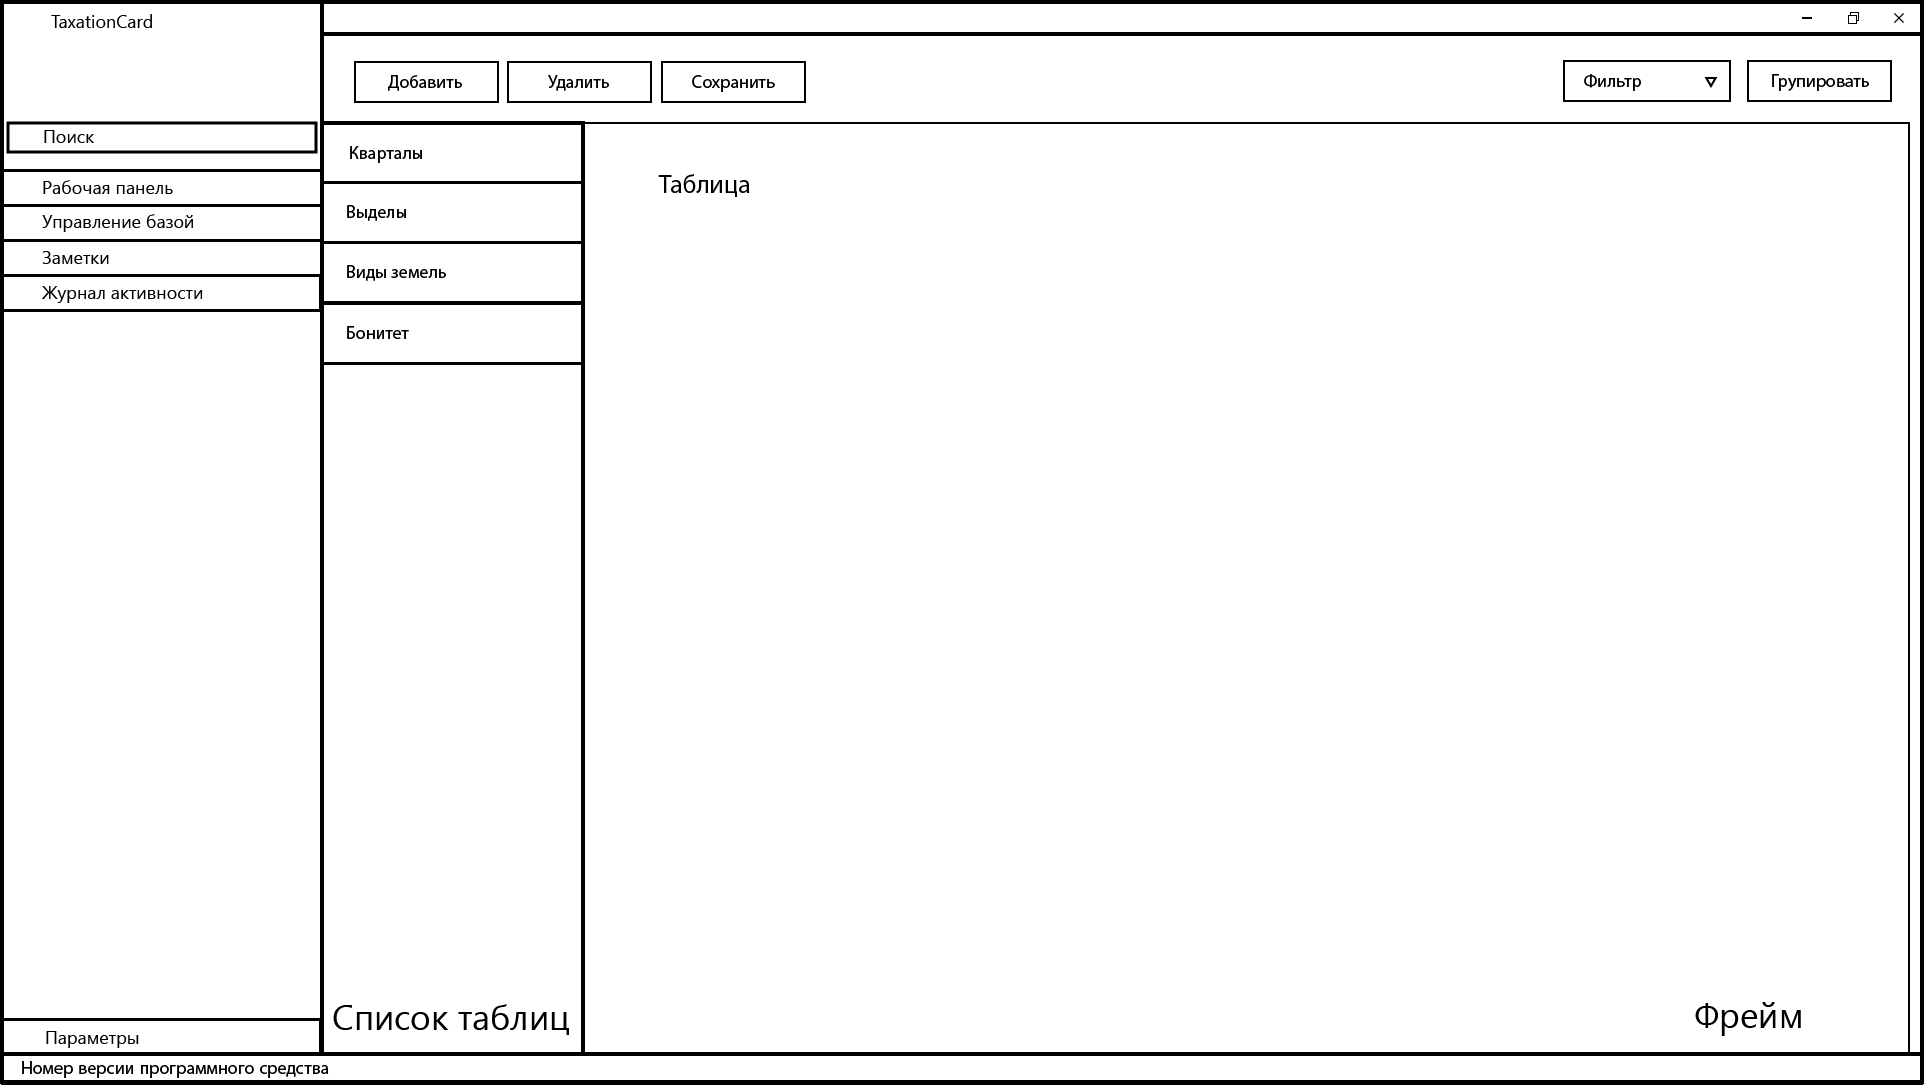 TaxationCard
Добавить
Удалить
Сохранить
Фильтр
Групировать
Поиск
Рабочая панель
Управление базой
Заметки
Журнал активности
Кварталы
Выделы
Виды земель
Бонитет
Таблица
Список таблиц
Фрейм
Параметры
Номер версии программного средства